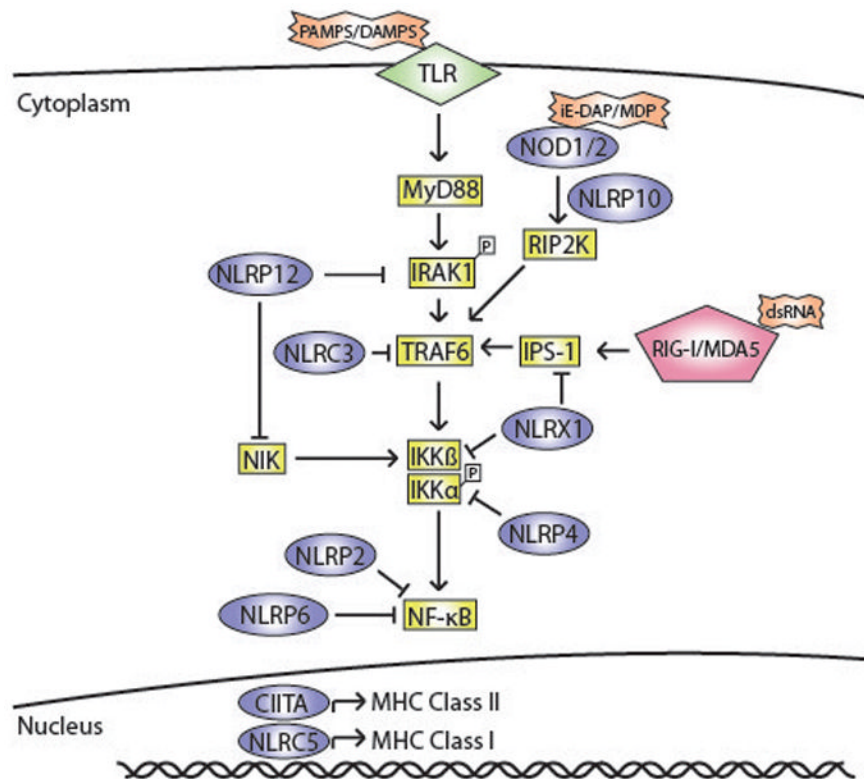 PAMPS/DAMPS
TLR
Cytoplasm
iE-DAP/MDP
NOD1/2
MyD88
NLRP10
P
RIP2K
NLRP12
IRAK1
dsRNA
NLRC3
TRAF6
IPS-1
RIG-I/MDA5
NLRX1
NIK
IKKß
P
IKKα
NLRP4
NLRP2
NLRP6
NF-κB
CIITA
MHC Class II
Nucleus
NLRC5
MHC Class I